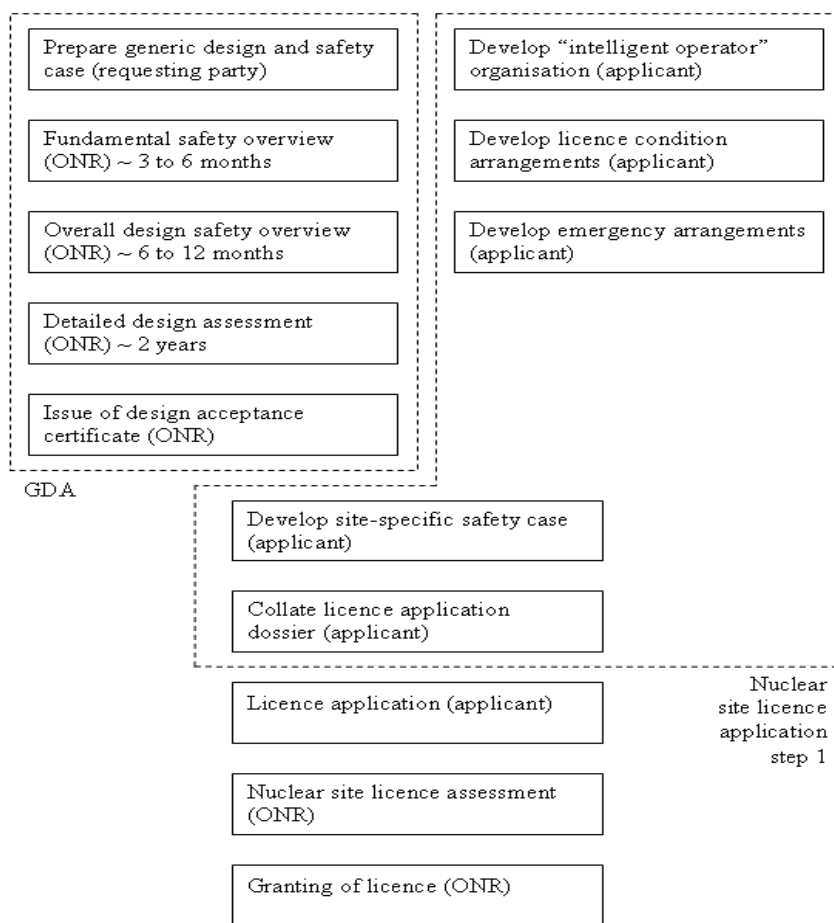 Prepare generic design and safety
case (requesting party)
Fundamental safety overview
(ONR) ~ 3 to 6 months
Overall design safety overview
(ONR) ~ 6 to 12 months
Detailed design assessment
(ONR) ~ 2 years
Issue of design acceptance
certificate (ONR)
GDA
Develop “intelligent operator”
organisation (applicant)
Develop licence condition
arrangements (applicant)
Develop emergency arrangements
(applicant)
Develop site-specific safety case
(applicant)
Collate licence application
dossier (applicant)
Nuclear
site licence
application
step 1
Licence application (applicant)
Nuclear site licence assessment
(ONR)
Granting of licence (ONR)